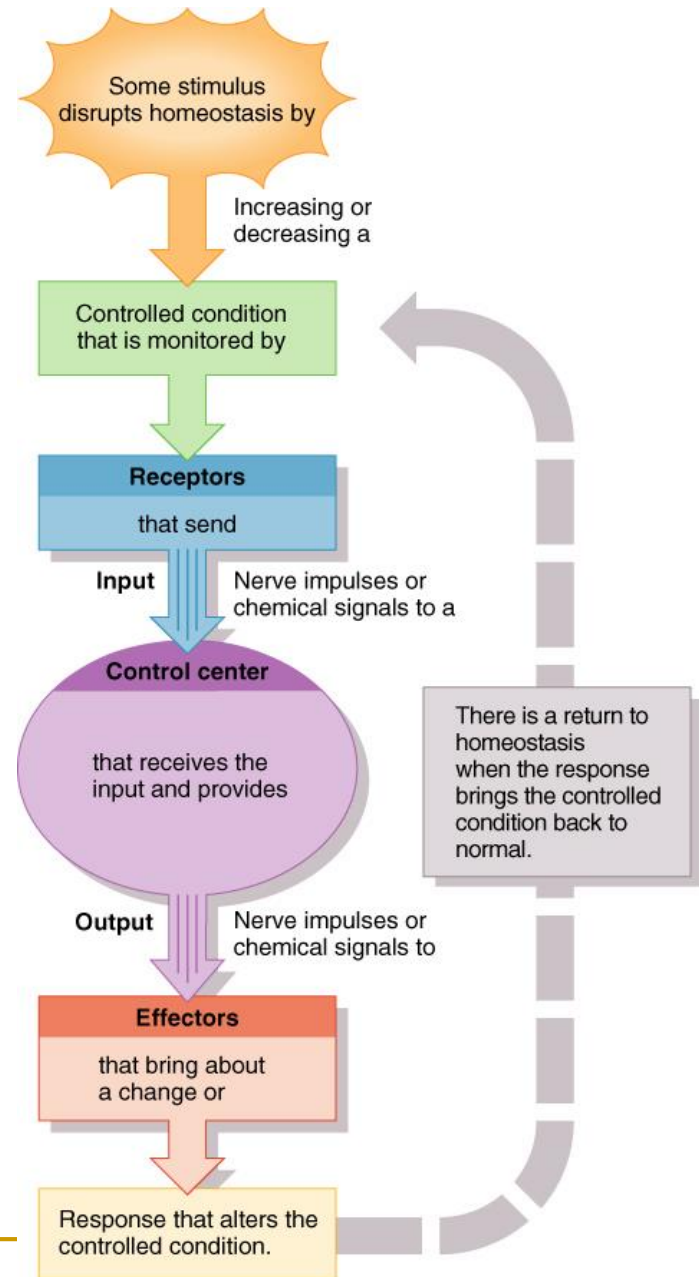 Some stimulus
disrupts homeostasis by
Increasing or
decreasing a
Controlled condition
that is monitored by
Receptors
that send
Input
Nerve impulses or
chemical signals to a
Control center
that receives the
input and provides
Output
Nerve impulses or
chemical signals to
Effectors
that bring about
a change or
Response that alters the
controlled condition.
There is a return to
homeostasis
when the response
brings the controlled
condition back to
normal.